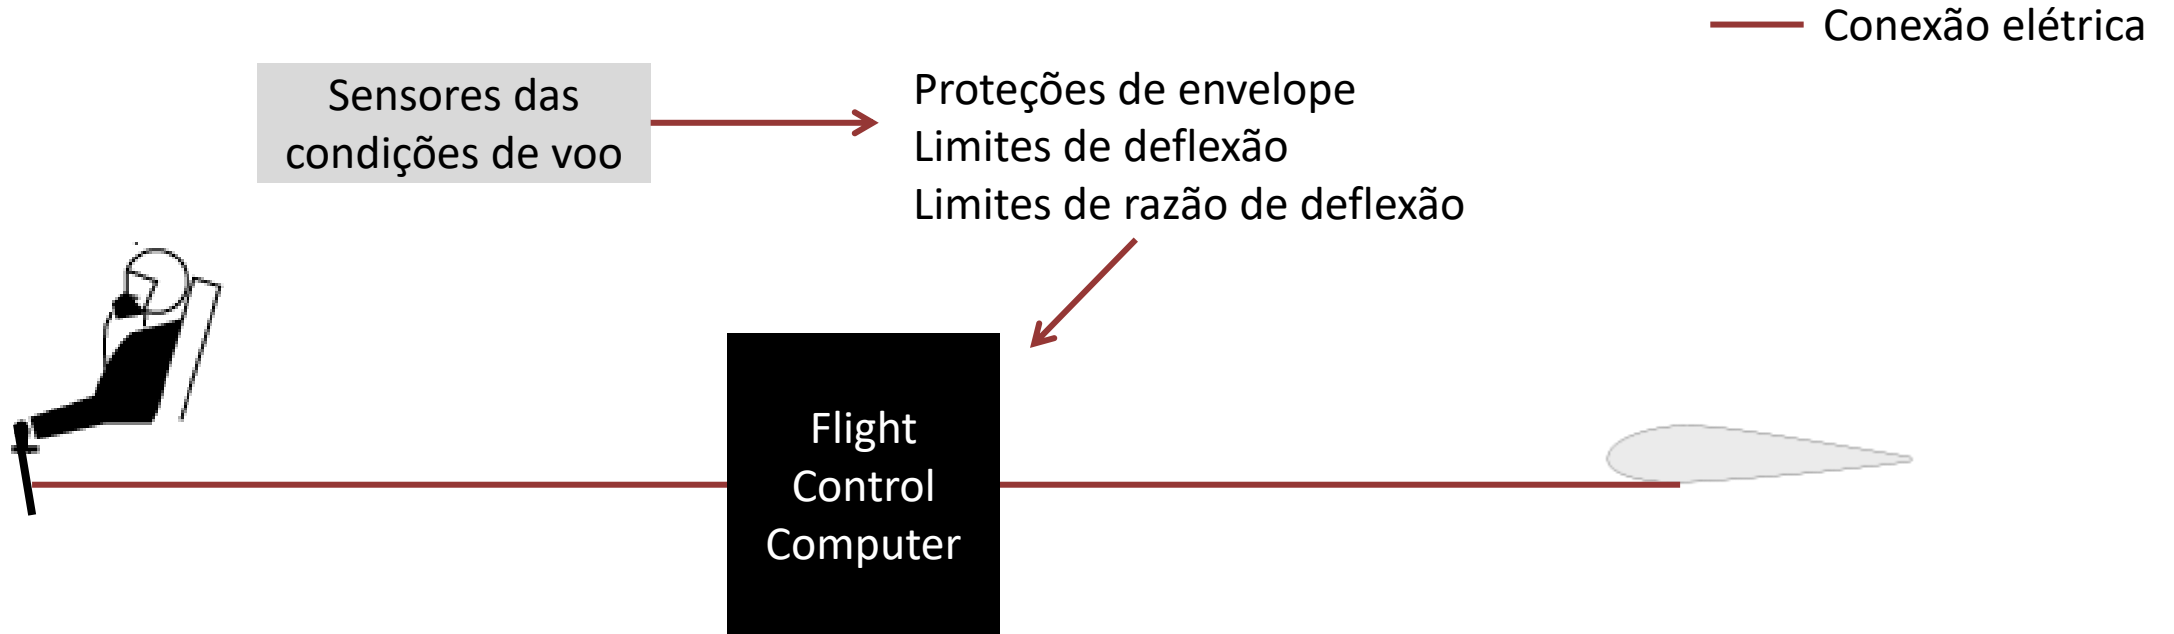 Conexão elétrica
Sensores das
condições de voo
Proteções de envelope
Limites de deflexão
Limites de razão de deflexão
Flight
Control
Computer